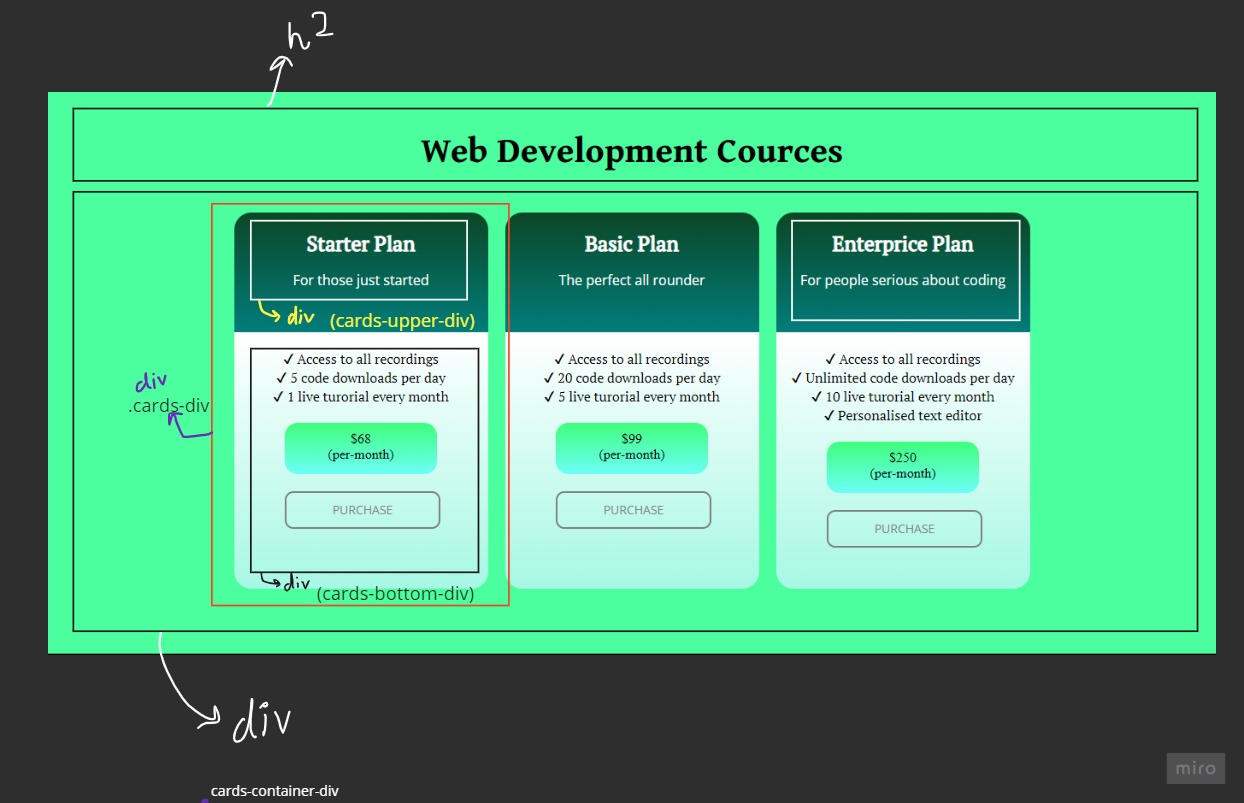 h2
Web Development Cources
Starter Plan
For those just started
div (cards-upper-div)
✓ Access to all recordings
✓ 5 code downloads per day
✓ 1 live turorial every month
$68
(per-month)
PURCHASE
div (cards-bottom-div)
div
.cards-div
Basic Plan
The perfect all rounder
✓ Access to all recordings
✓ 20 code downloads per day
✓ 5 live turorial every month
$99
(per-month)
PURCHASE
Enterprice Plan
For people serious about coding
✓ Access to all recordings
✓ Unlimited code downloads per day
✓ 10 live turorial every month
✓ Personalised text editor
$250
(per-month)
PURCHASE
div
miro
cards-container-div